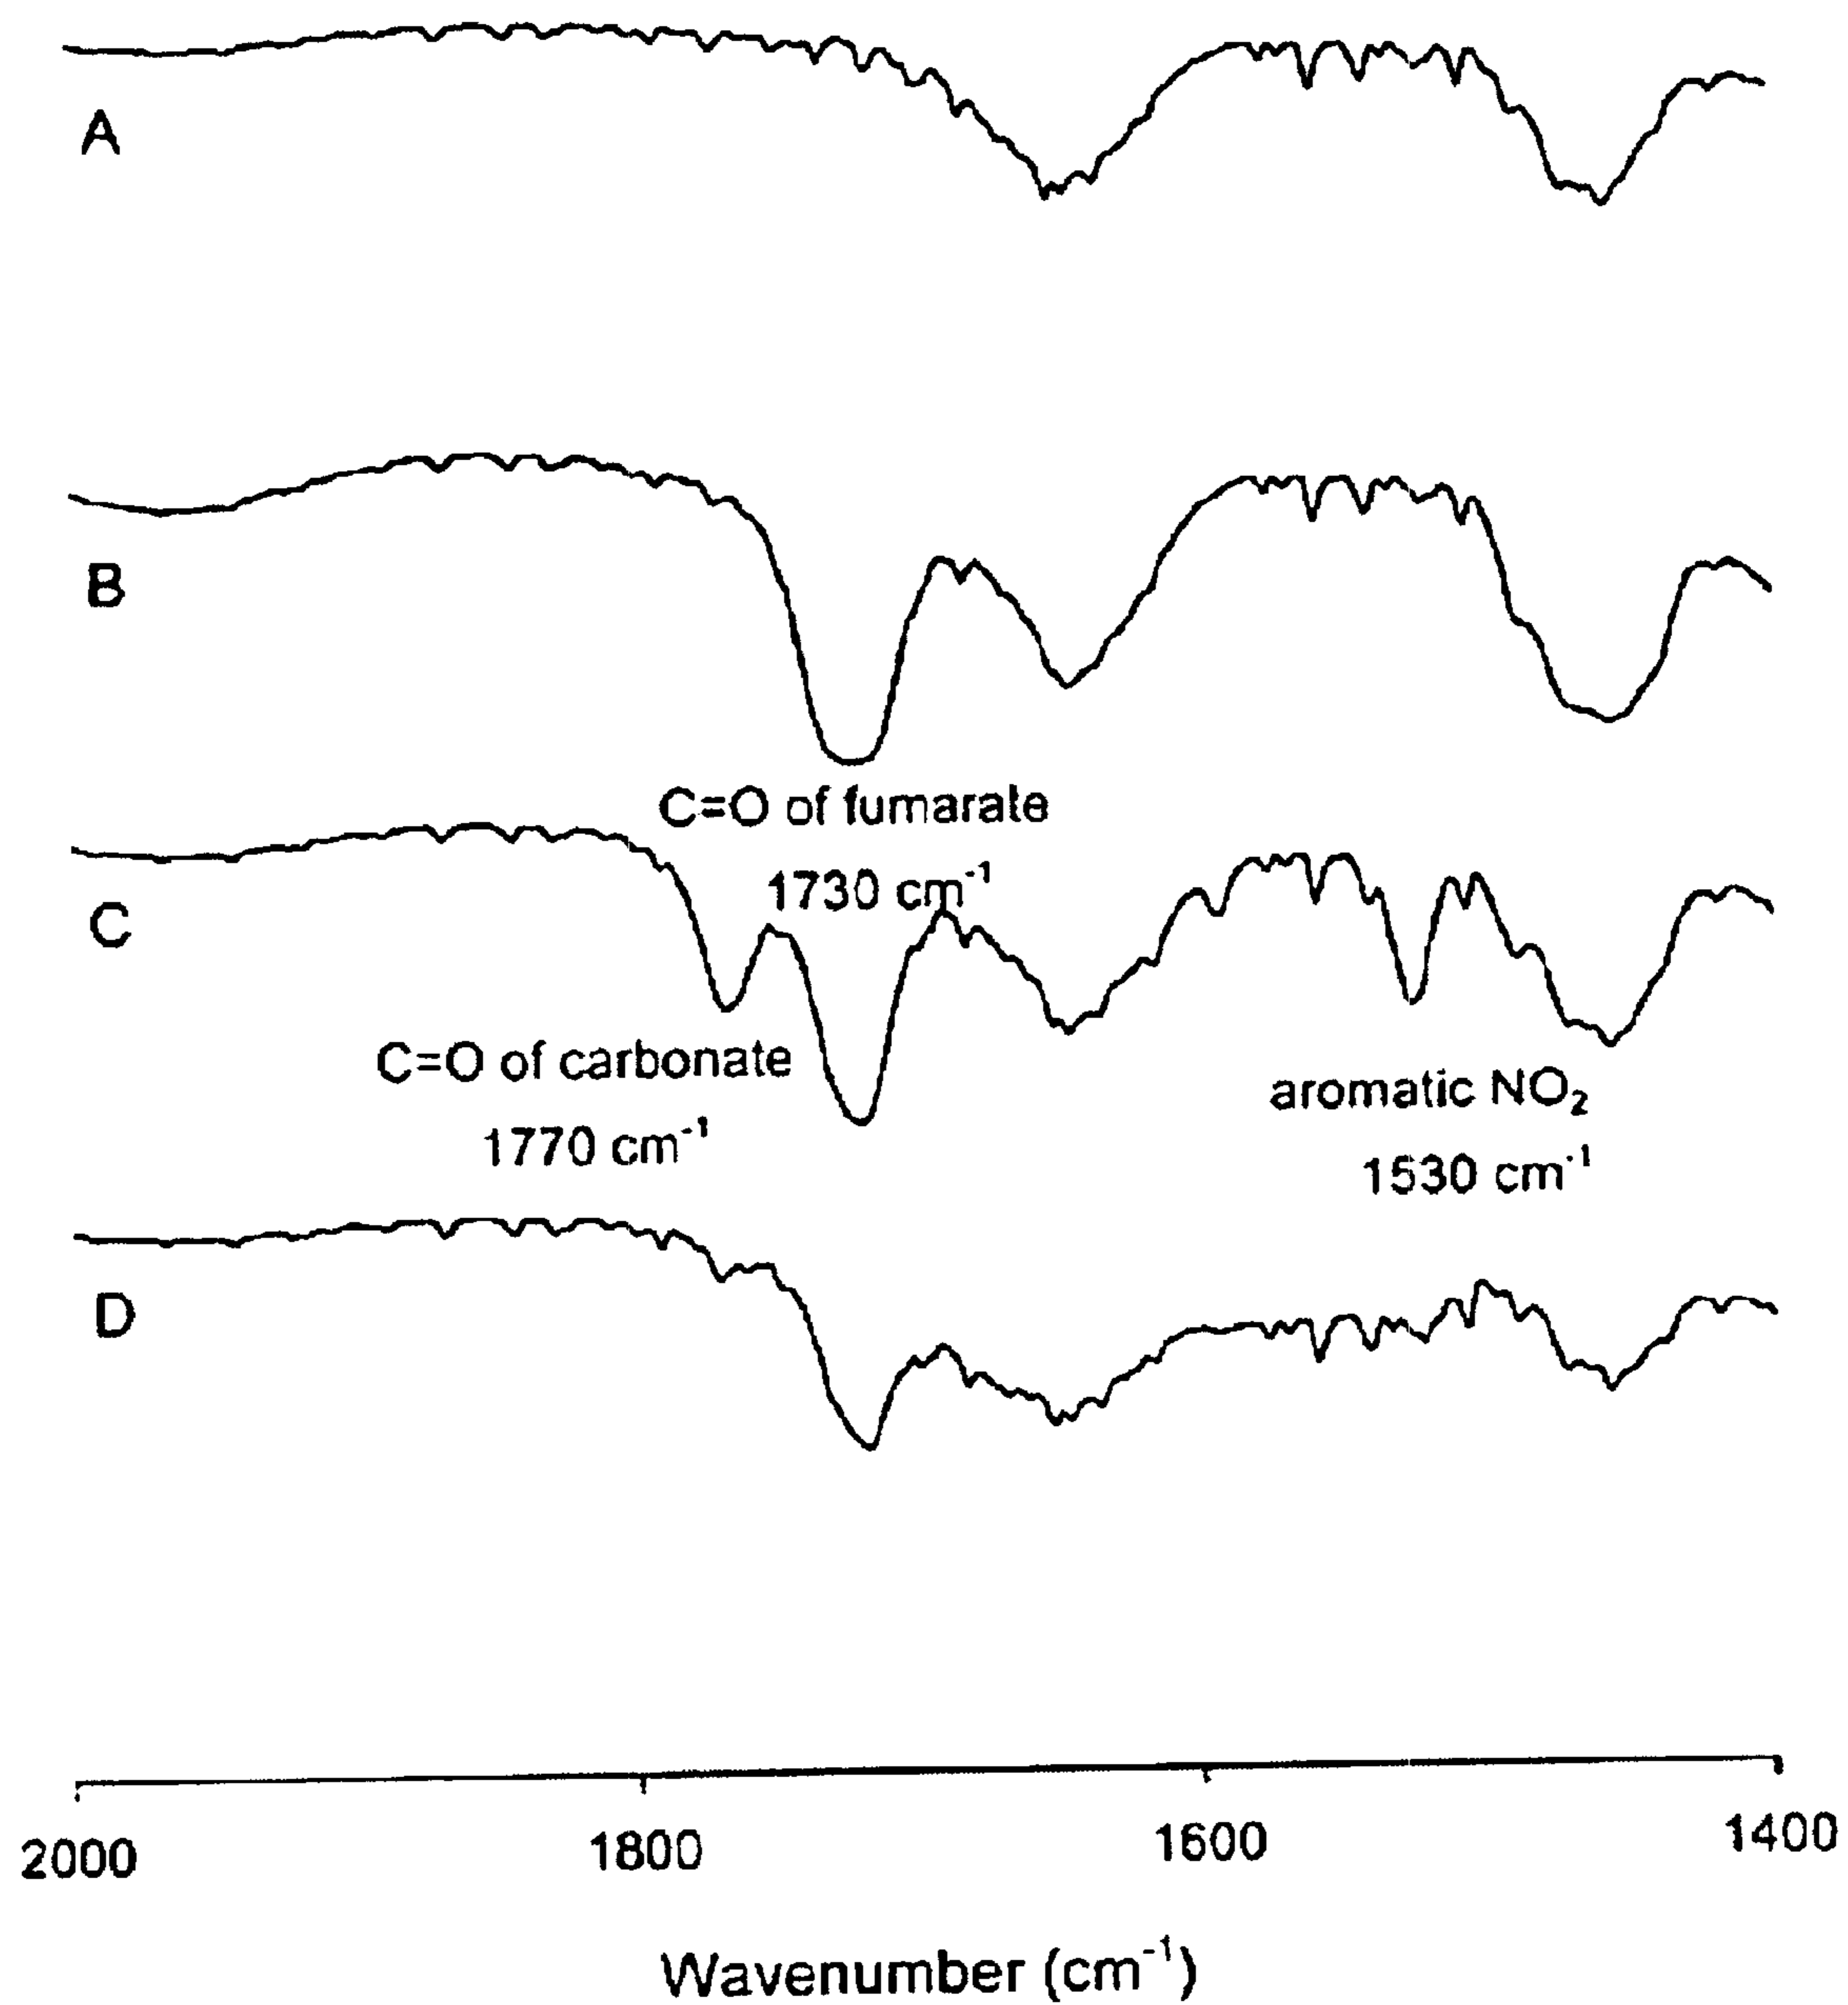 A
B
C=O of fumarate
1730 cm⁻¹
C
C=O of carbonate
1770 cm⁻¹
aromatic NO₂
1530 cm⁻¹
D
2000 1800 1600 1400
Wavenumber (cm⁻¹)